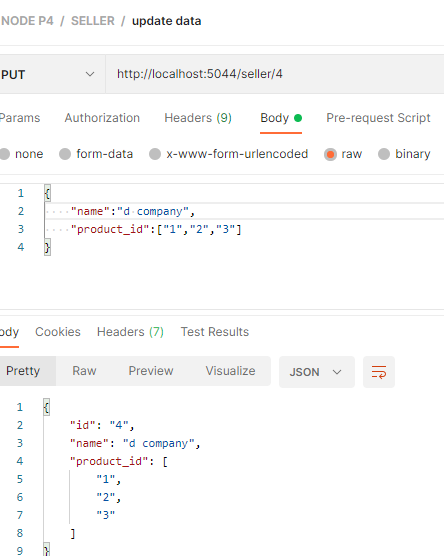 NODE P4 / SELLER / update data
PUT http://localhost:5044/seller/4
Params Authorization Headers (9) Body Pre-request Script
none form-data x-www-form-urlencoded raw binary
1 {
2 "name":"d company",
3 "product_id":["1","2","3"]
4 }
ody Cookies Headers (7) Test Results
Pretty Raw Preview Visualize JSON
1 {
2 "id": "4",
3 "name": "d company",
4 "product_id": [
5 "1",
6 "2",
7 "3"
8 ]
9 }